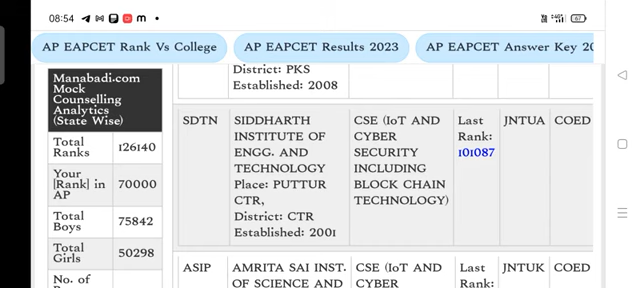 08:54
AP EAPCET Rank Vs College
AP EAPCET Results 2023
AP EAPCET Answer Key 20
Manabadi.com
Mock
Counselling
Analytics
(State Wise)
Total
Ranks
126140
Your
[Rank] in
AP
70000
Total
Boys
75842
Total
Girls
50298
No. of
District: PKS
Established: 2008
SDTN
SIDDHARTH
INSTITUTE OF
ENGG. AND
TECHNOLOGY
Place: PUTTUR
CTR,
District: CTR
Established: 2001
CSE (IoT AND
CYBER
SECURITY
INCLUDING
BLOCK CHAIN
TECHNOLOGY)
Last
Rank:
101087
JNTUA
COED
ASIP
AMRITA SAI INST.
OF SCIENCE AND
CSE (IoT AND
CYBER
Last
Rank:
JNTUK
COED